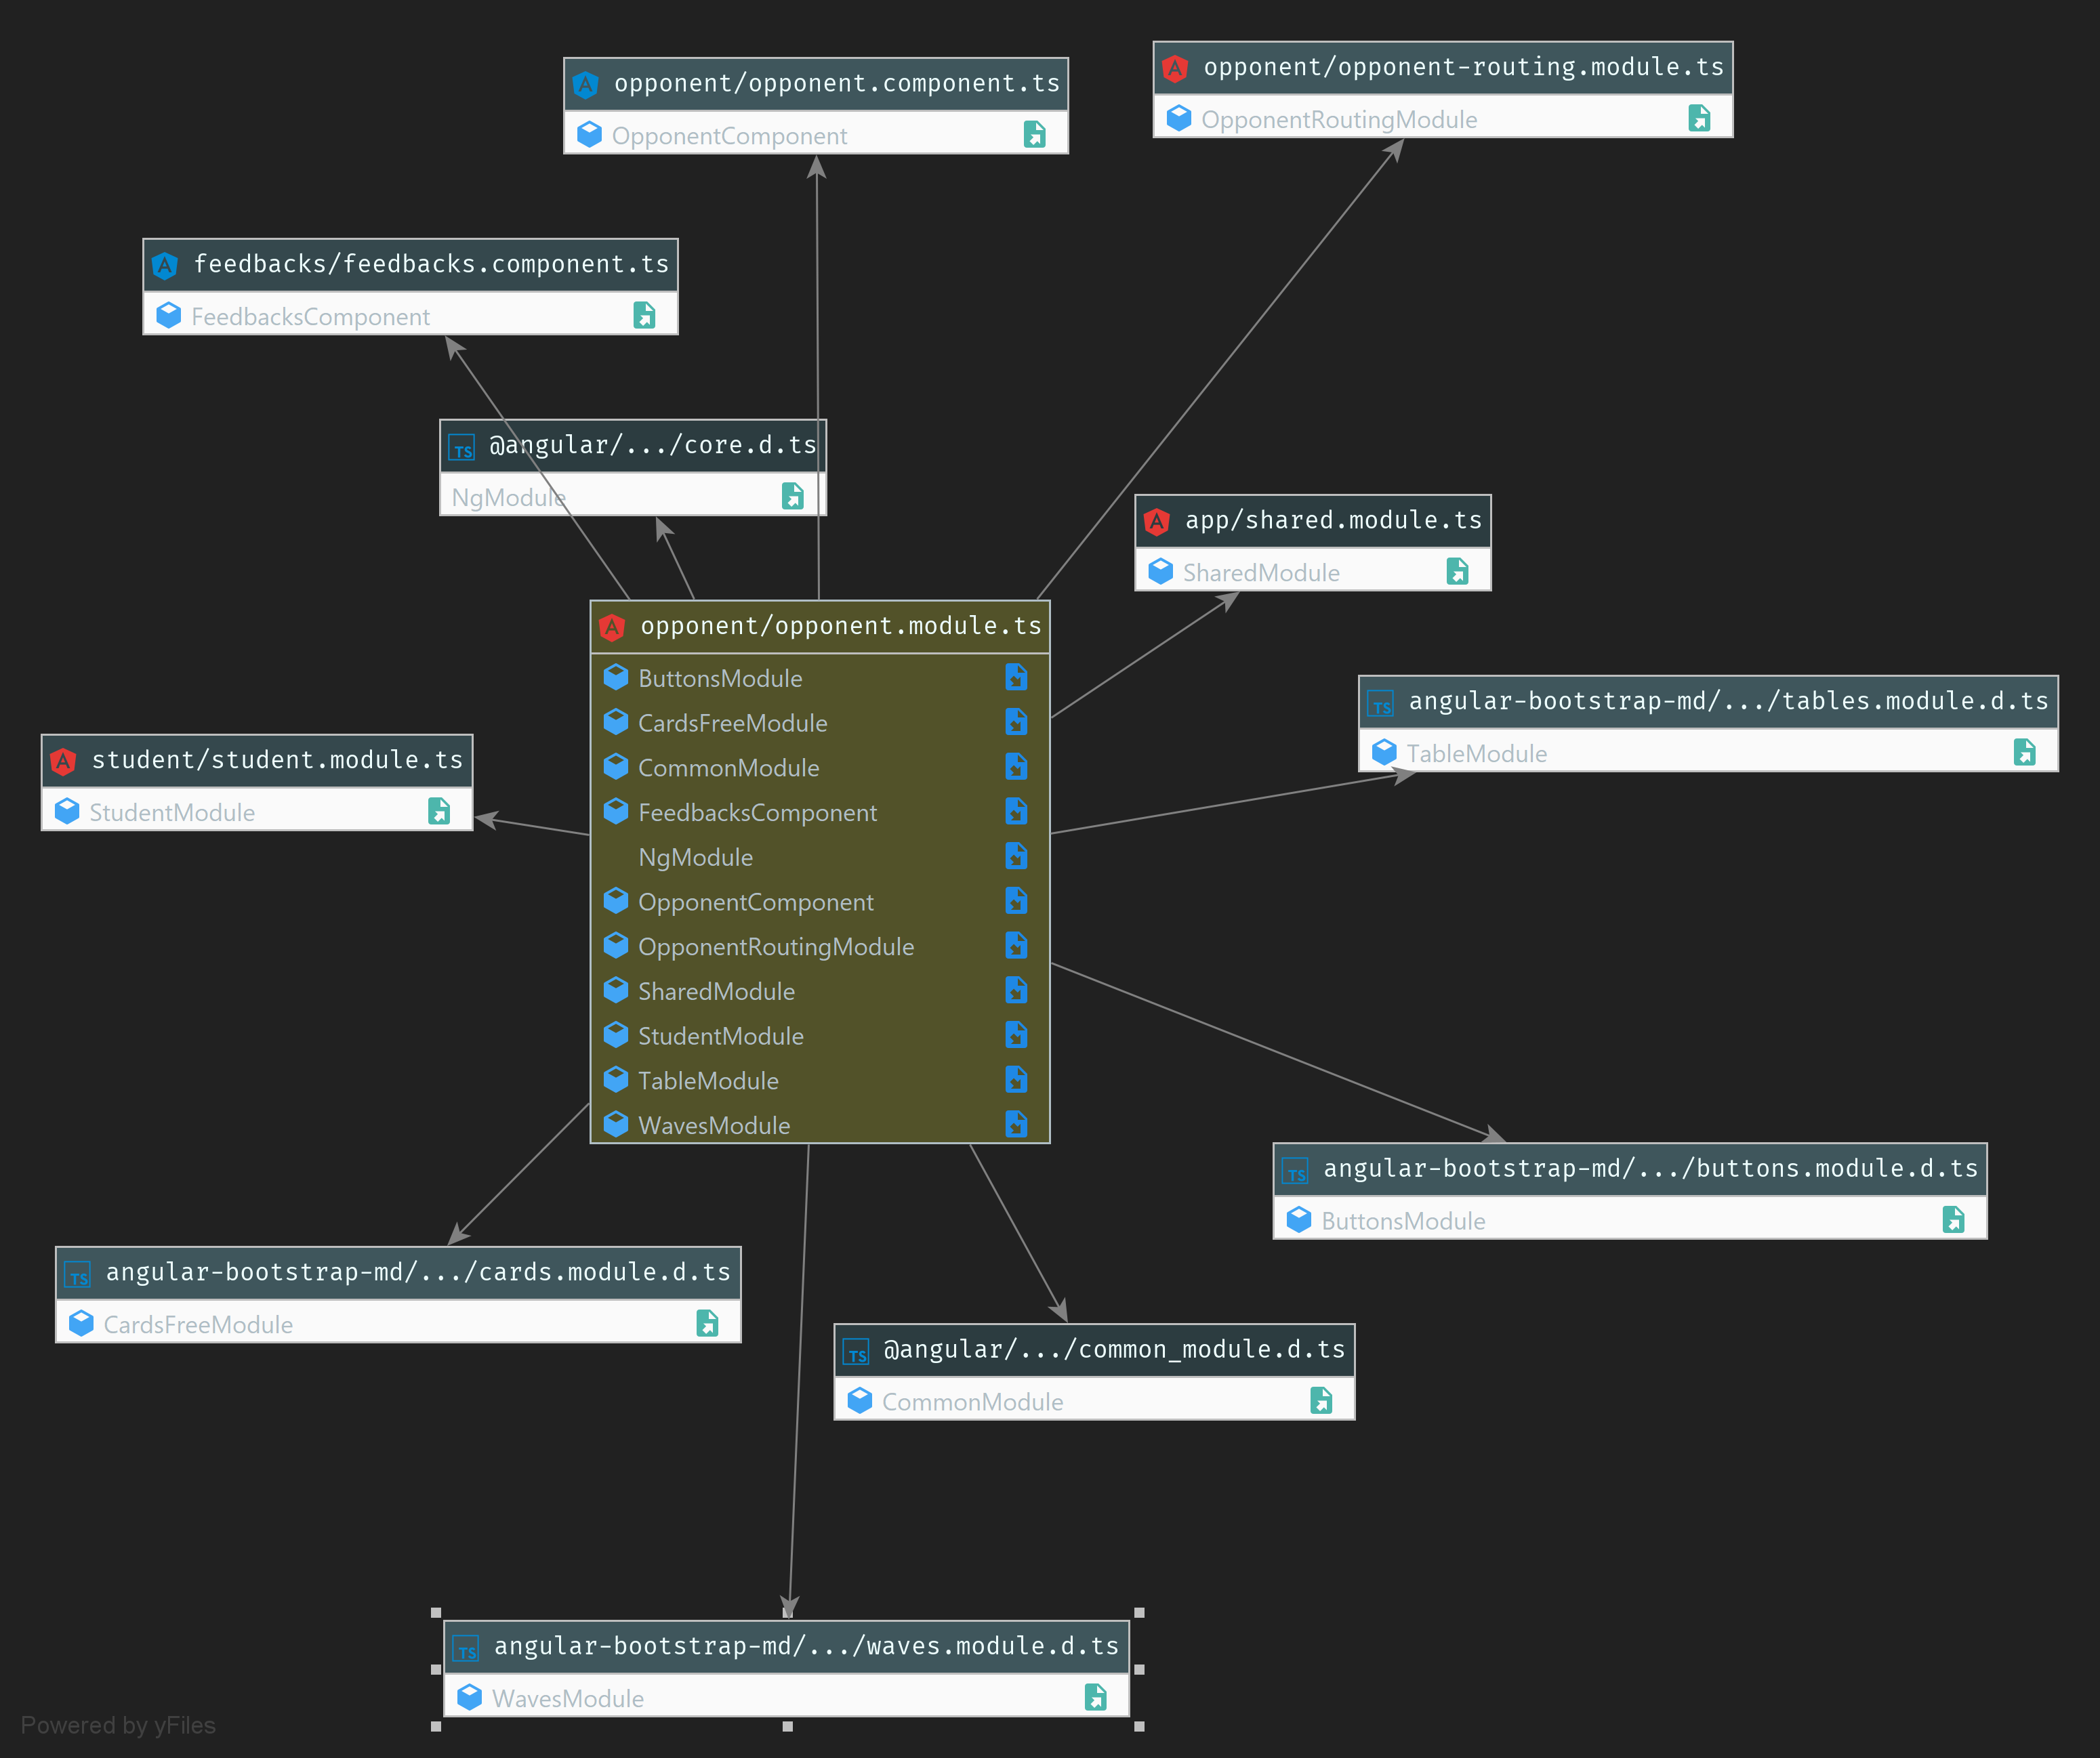 opponent/opponent-routing.module.ts
OpponentRoutingModule
opponent/opponent.component.ts
OpponentComponent
feedbacks/feedbacks.component.ts
FeedbacksComponent
@angular/.../core.d.ts
NgModule
app/shared.module.ts
SharedModule
opponent/opponent.module.ts
ButtonsModule
CardsFreeModule
CommonModule
FeedbacksComponent
NgModule
OpponentComponent
OpponentRoutingModule
SharedModule
StudentModule
TableModule
WavesModule
angular-bootstrap-md/.../tables.module.d.ts
TableModule
student/student.module.ts
StudentModule
angular-bootstrap-md/.../buttons.module.d.ts
ButtonsModule
angular-bootstrap-md/.../cards.module.d.ts
CardsFreeModule
@angular/.../common_module.d.ts
CommonModule
angular-bootstrap-md/.../waves.module.d.ts
WavesModule
Powered by yFiles